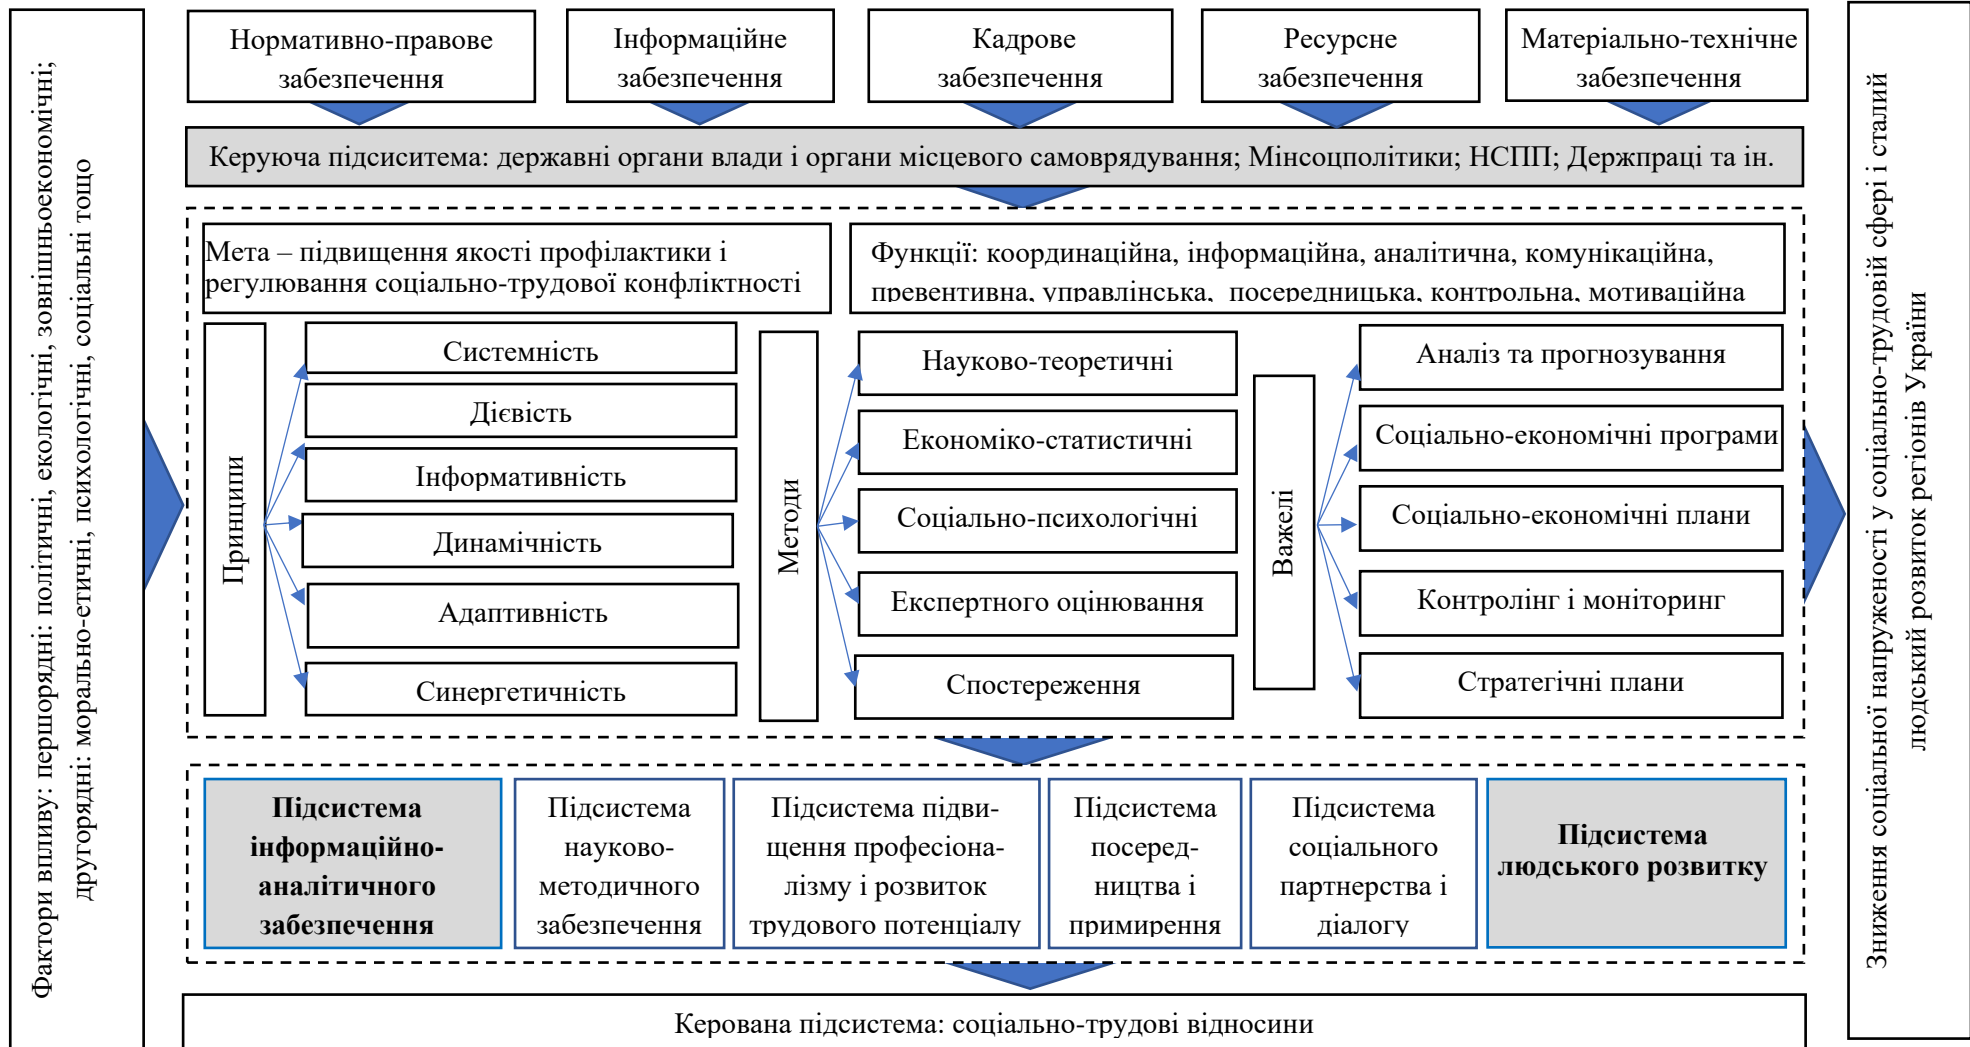 Фактори впливу: першорядні: політичні, екологічні, зовнішньоекономічні;
другорядні: морально-етичні, психологічні, соціальні тощо
Нормативно-правове
забезпечення
Інформаційне
забезпечення
Кадрове
забезпечення
Ресурсне
забезпечення
Матеріально-технічне
забезпечення
Керуюча підсиситема: державні органи влади і органи місцевого самоврядування; Мінсоцполітики; НСПП; Держпраці та ін.
Мета – підвищення якості профілактики і
регулювання соціально-трудової конфліктності
Функції: координаційна, інформаційна, аналітична, комунікаційна,
превентивна, управлінська, посередницька, контрольна, мотиваційна
Принципи
Системність
Дієвість
Інформативність
Динамічність
Адаптивність
Синергетичність
Методи
Науково-теоретичні
Економіко-статистичні
Соціально-психологічні
Експертного оцінювання
Спостереження
Важелі
Аналіз та прогнозування
Соціально-економічні програми
Соціально-економічні плани
Контролінг і моніторинг
Стратегічні плани
Підсистема
інформаційно-
аналітичного
забезпечення
Підсистема
науково-
методичного
забезпечення
Підсистема підви-
щення професіона-
лізму і розвиток
трудового потенціалу
Підсистема
посеред-
ництва і
примирення
Підсистема
соціального
партнерства і
діалогу
Підсистема
людського розвитку
Керована підсистема: соціально-трудові відносини
Зниження соціальної напруженості у соціально-трудовій сфері і сталий
людський розвиток регіонів України